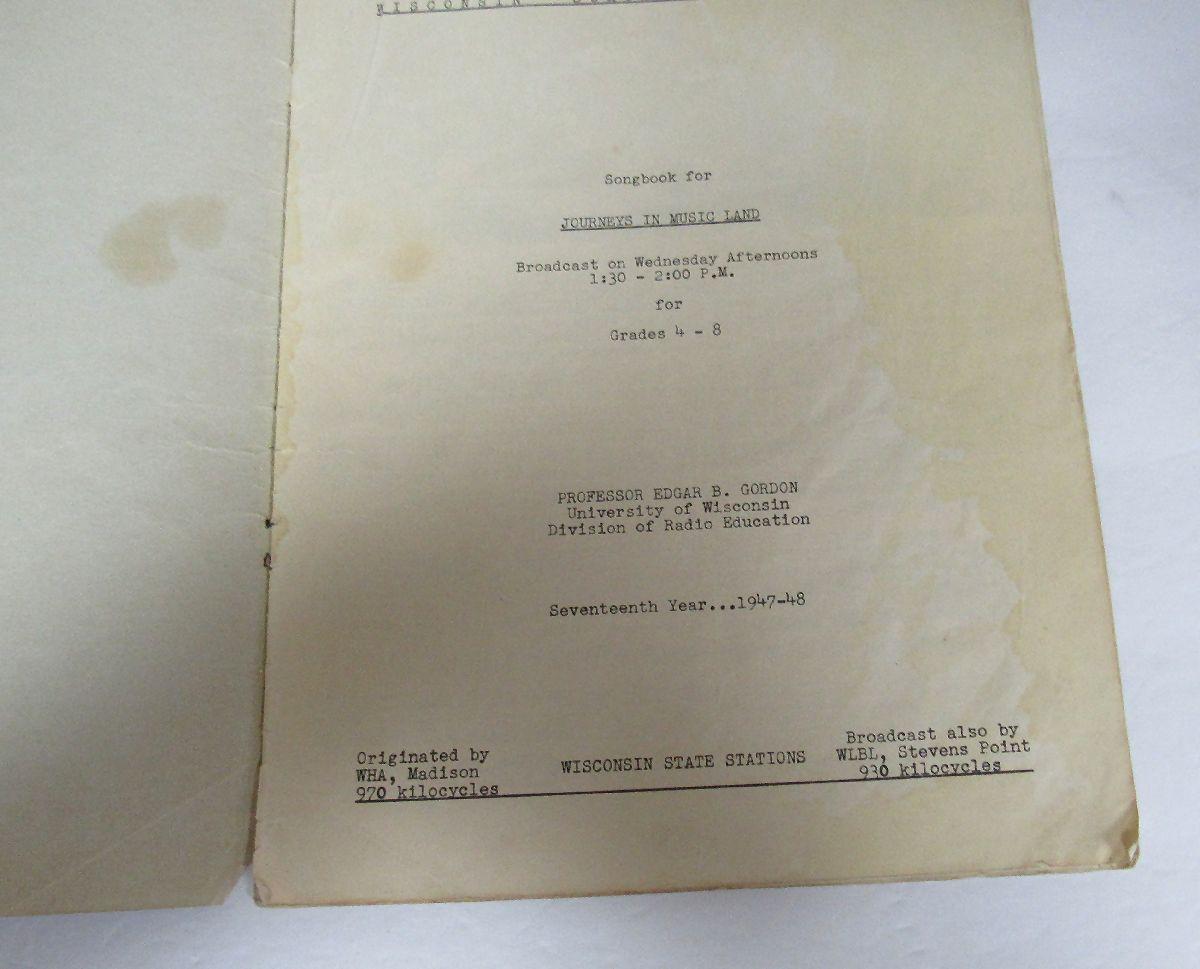 WISCONSIN
Songbook for
JOURNEYS IN MUSIC LAND
Broadcast on Wednesday Afternoons
1:30 - 2:00 P.M.
for
Grades 4 - 8
PROFESSOR EDGAR B. GORDON
University of Wisconsin
Division of Radio Education
Seventeenth Year...1947-48
Originated by
WHA, Madison
970 kilocycles
WISCONSIN STATE STATIONS
Broadcast also by
WLBL, Stevens Point
930 kilocycles